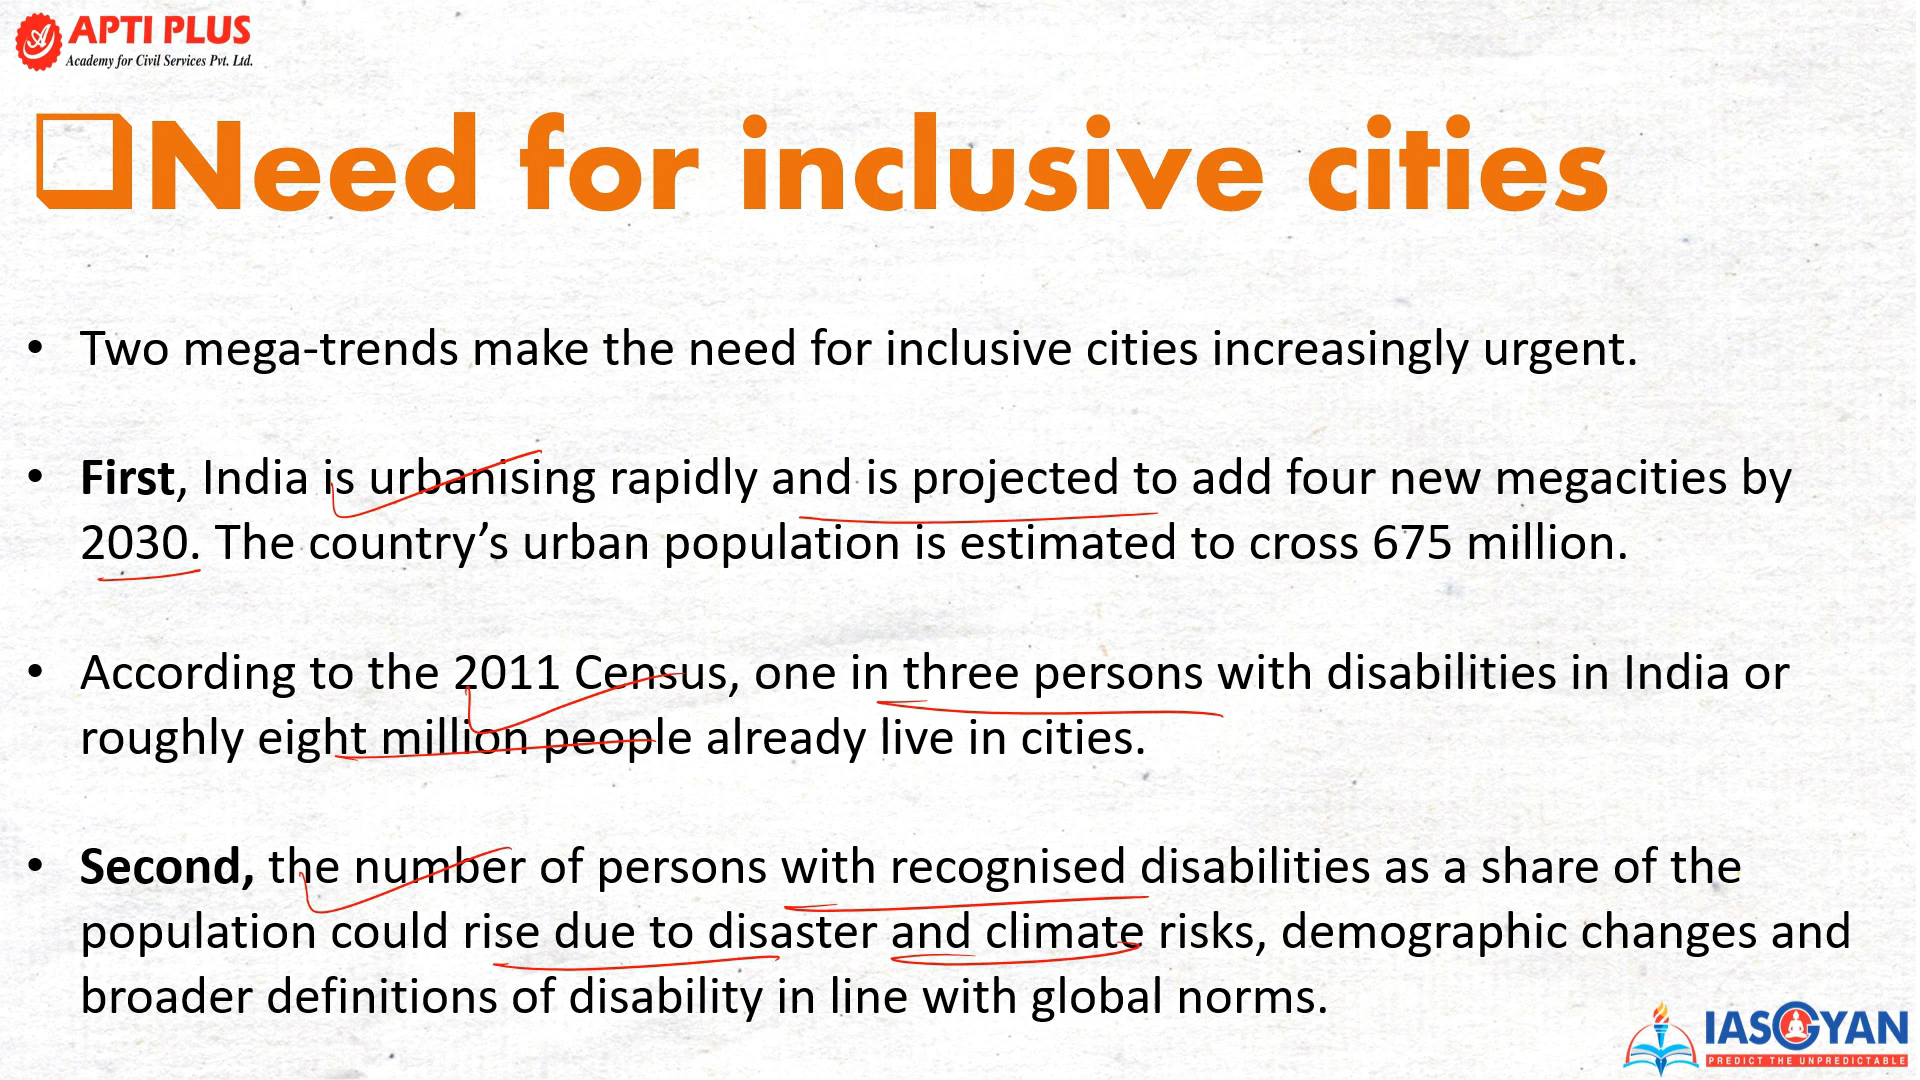 APTI PLUS
Academy for Civil Services Pvt. Ltd.
Need for inclusive cities
• Two mega-trends make the need for inclusive cities increasingly urgent.
• First, India is urbanising rapidly and is projected to add four new megacities by
2030. The country’s urban population is estimated to cross 675 million.
• According to the 2011 Census, one in three persons with disabilities in India or
roughly eight million people already live in cities.
• Second, the number of persons with recognised disabilities as a share of the
population could rise due to disaster and climate risks, demographic changes and
broader definitions of disability in line with global norms.
IASGYAN
PREDICT THE UNPREDICTABLE